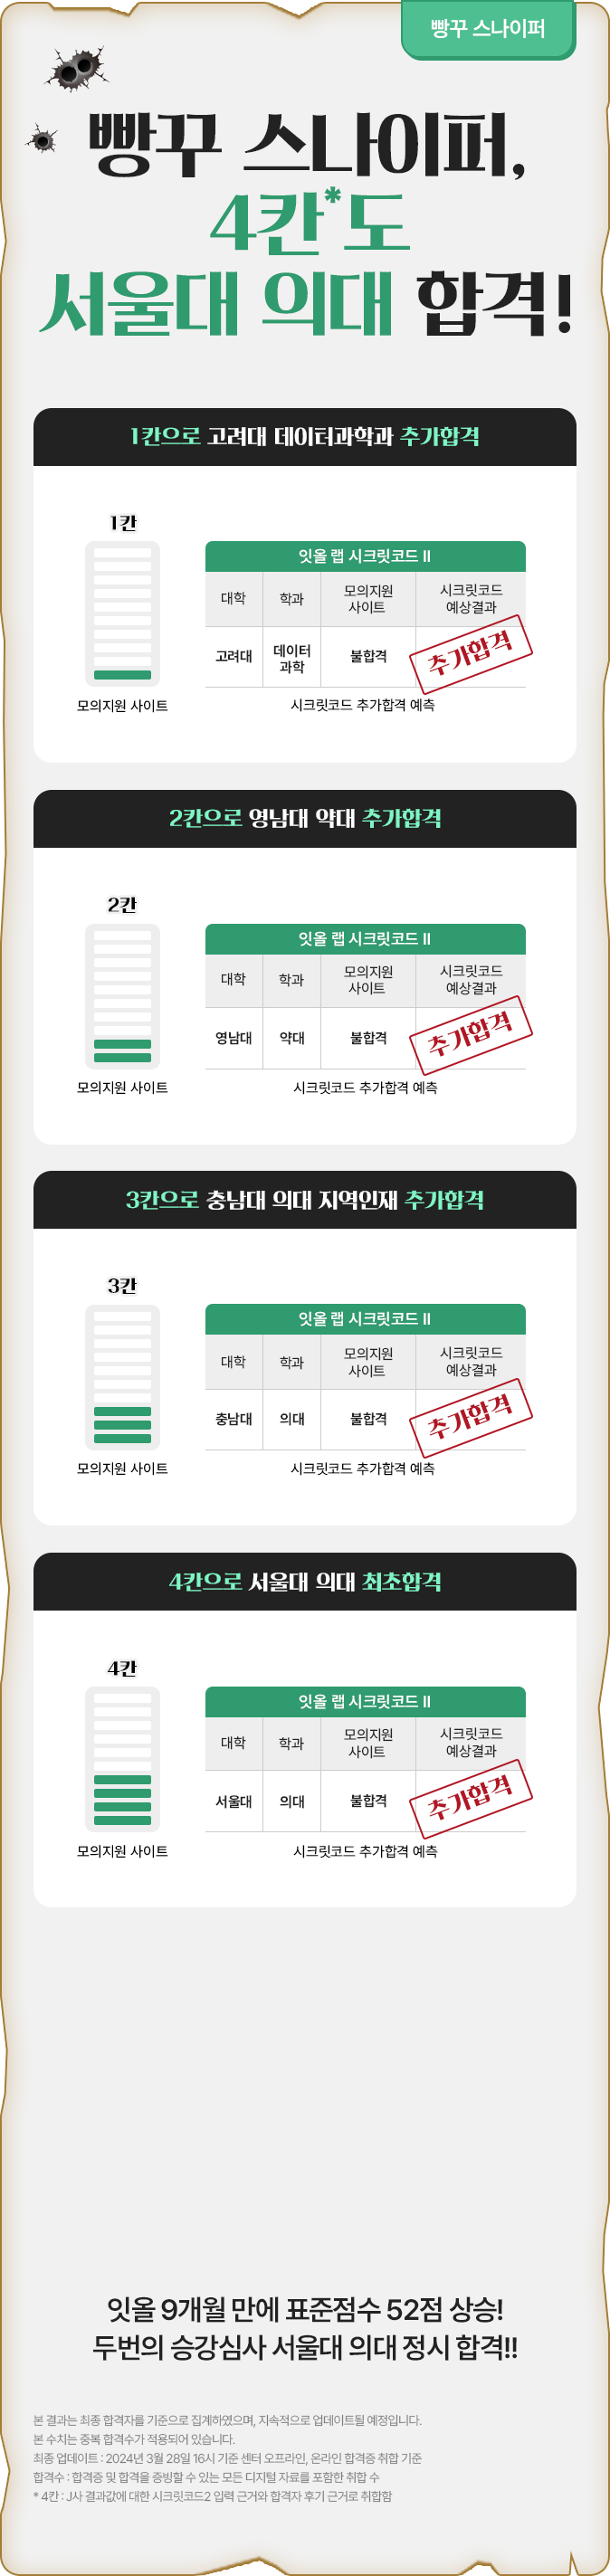 빵꾸 스나이퍼
빵꾸 스나이퍼,
4칸*도
서울대 의대 합격!
1칸으로 고려대 데이터과학과 추가합격
1칸
모의지원 사이트
잇올 랩 시크릿코드 II
대학 학과 모의지원 사이트 시크릿코드 예상결과
고려대 데이터 과학 불합격 추가합격
시크릿코드 추가합격 예측
2칸으로 영남대 약대 추가합격
2칸
모의지원 사이트
잇올 랩 시크릿코드 II
대학 학과 모의지원 사이트 시크릿코드 예상결과
영남대 약대 불합격 추가합격
시크릿코드 추가합격 예측
3칸으로 충남대 의대 지역인재 추가합격
3칸
모의지원 사이트
잇올 랩 시크릿코드 II
대학 학과 모의지원 사이트 시크릿코드 예상결과
충남대 의대 불합격 추가합격
시크릿코드 추가합격 예측
4칸으로 서울대 의대 최초합격
4칸
모의지원 사이트
잇올 랩 시크릿코드 II
대학 학과 모의지원 사이트 시크릿코드 예상결과
서울대 의대 불합격 추가합격
시크릿코드 추가합격 예측
잇올 9개월 만에 표준점수 52점 상승!
두번의 승강심사 서울대 의대 정시 합격!!
본 결과는 최종 합격자를 기준으로 집계하였으며, 지속적으로 업데이트될 예정입니다.
본 수치는 중복 합격수가 적용되어 있습니다.
최종 업데이트 : 2024년 3월 28일 16시 기준 센터 오프라인, 온라인 합격증 취합 기준
합격수 : 합격증 및 합격을 증빙할 수 있는 모든 디지털 자료를 포함한 취합 수
* 4칸 : J사 결과값에 대한 시크릿코드2 입력 근거와 합격자 후기 근거로 취합함